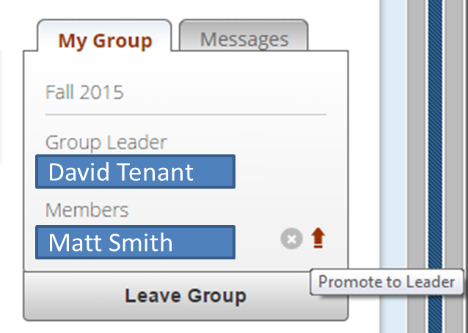 My Group Messages
Fall 2015
Group Leader
David Tenant
Members
Matt Smith
Promote to Leader
Leave Group